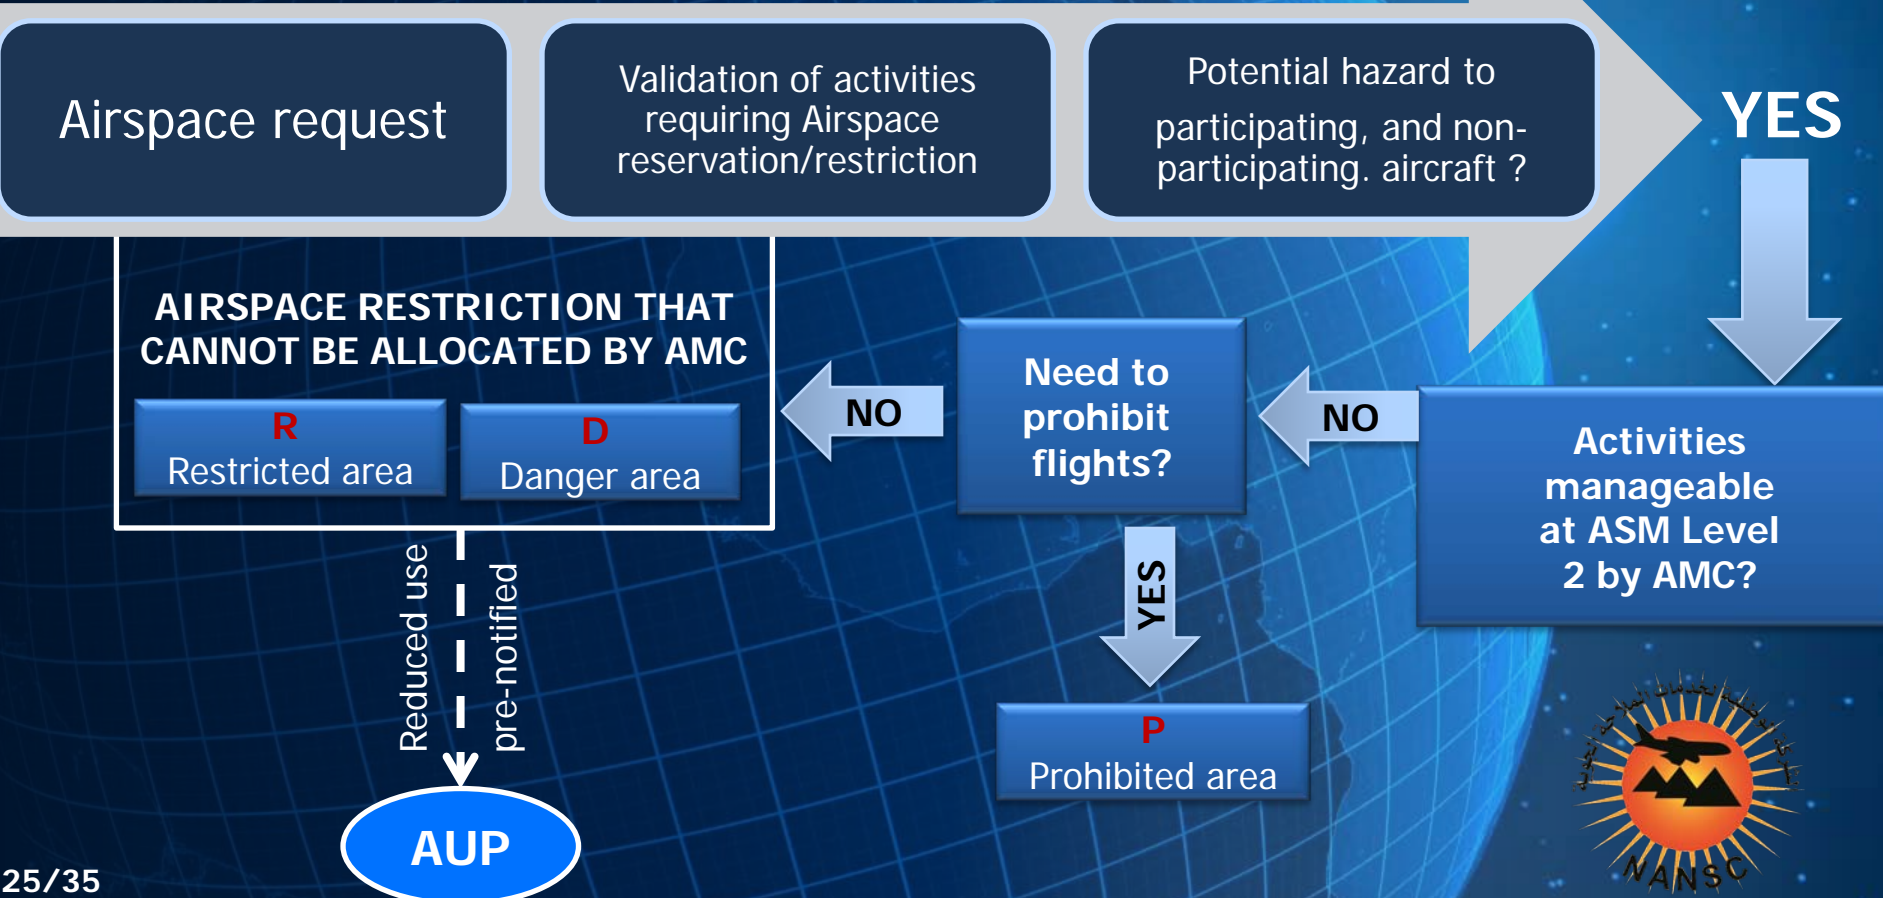 Airspace request
Validation of activities
requiring Airspace
reservation/restriction
Potential hazard to
participating, and non-
participating. aircraft ?
YES
AIRSPACE RESTRICTION THAT
CANNOT BE ALLOCATED BY AMC
R
Restricted area
D
Danger area
NO
Need to
prohibit
flights?
NO
Activities
manageable
at ASM Level
2 by AMC?
Reduced use
pre-notified
YES
P
Prohibited area
AUP
NANSC
25/35